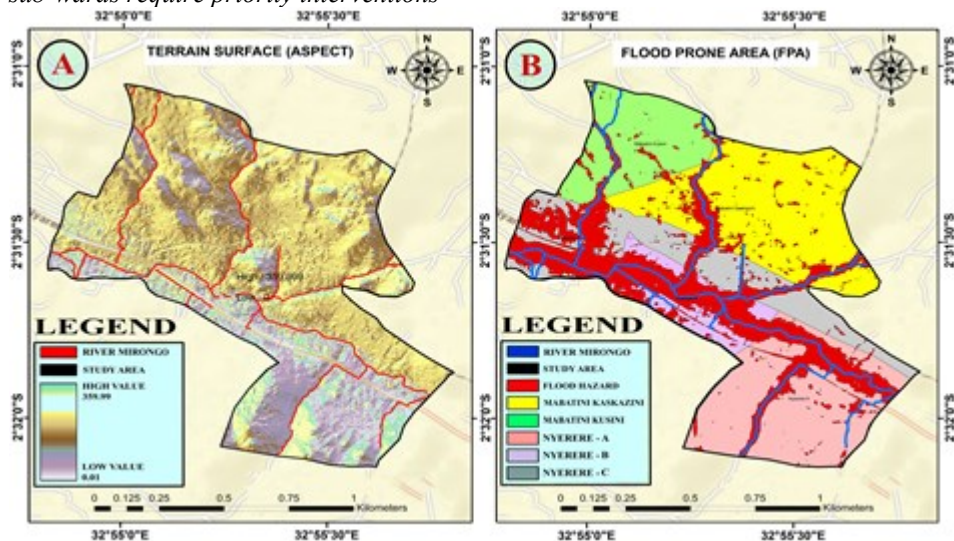 sub-wards require priority interventions
32°55'0"E
32°55'30"E
2°31'0"S
2°31'30"S
2°32'0"S
A
TERRAIN SURFACE (ASPECT)
N
W
E
S
LEGEND
RIVER MIRONGO
STUDY AREA
HIGH VALUE
359.99
LOW VALUE
0.01
0 0.125 0.25 0.5 0.75 1
Kilometers
32°55'0"E
32°55'30"E
32°55'0"E
32°55'30"E
B
FLOOD PRONE AREA (FPA)
N
W
E
S
2°31'0"S
2°31'30"S
2°32'0"S
LEGEND
RIVER MIRONGO
STUDY AREA
FLOOD HAZARD
MABATINI KASKAZINI
MABATINI KUSINI
NYERERE - A
NYERERE - B
NYERERE - C
0 0.125 0.25 0.5 0.75 1
Kilometers
32°55'0"E
32°55'30"E